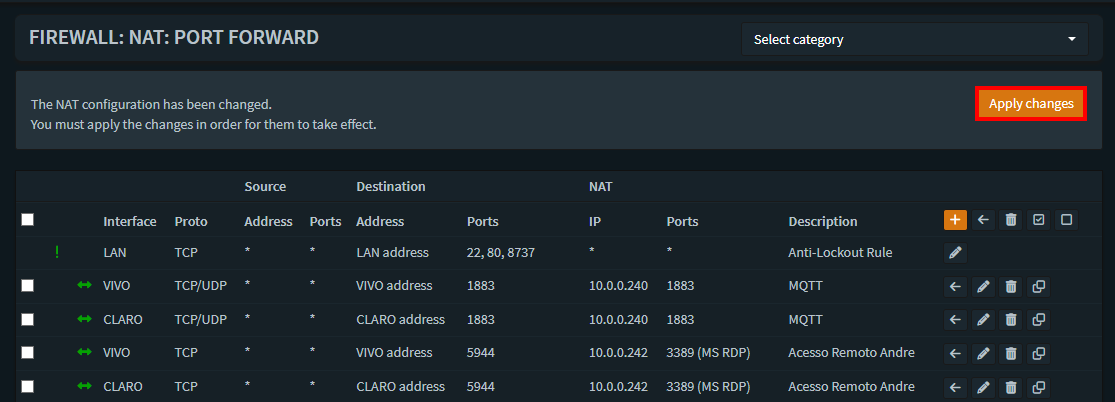 FIREWALL: NAT: PORT FORWARD
Select category
The NAT configuration has been changed.
You must apply the changes in order for them to take effect.
Apply changes
Source Destination NAT
Interface Proto Address Ports Address Ports IP Ports Description
LAN TCP * * LAN address 22, 80, 8737 * * Anti-Lockout Rule
VIVO TCP/UDP * * VIVO address 1883 10.0.0.240 1883 MQTT
CLARO TCP/UDP * * CLARO address 1883 10.0.0.240 1883 MQTT
VIVO TCP * * VIVO address 5944 10.0.0.242 3389 (MS RDP) Acesso Remoto Andre
CLARO TCP * * CLARO address 5944 10.0.0.242 3389 (MS RDP) Acesso Remoto Andre